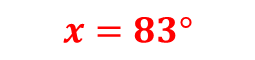 x = 83°